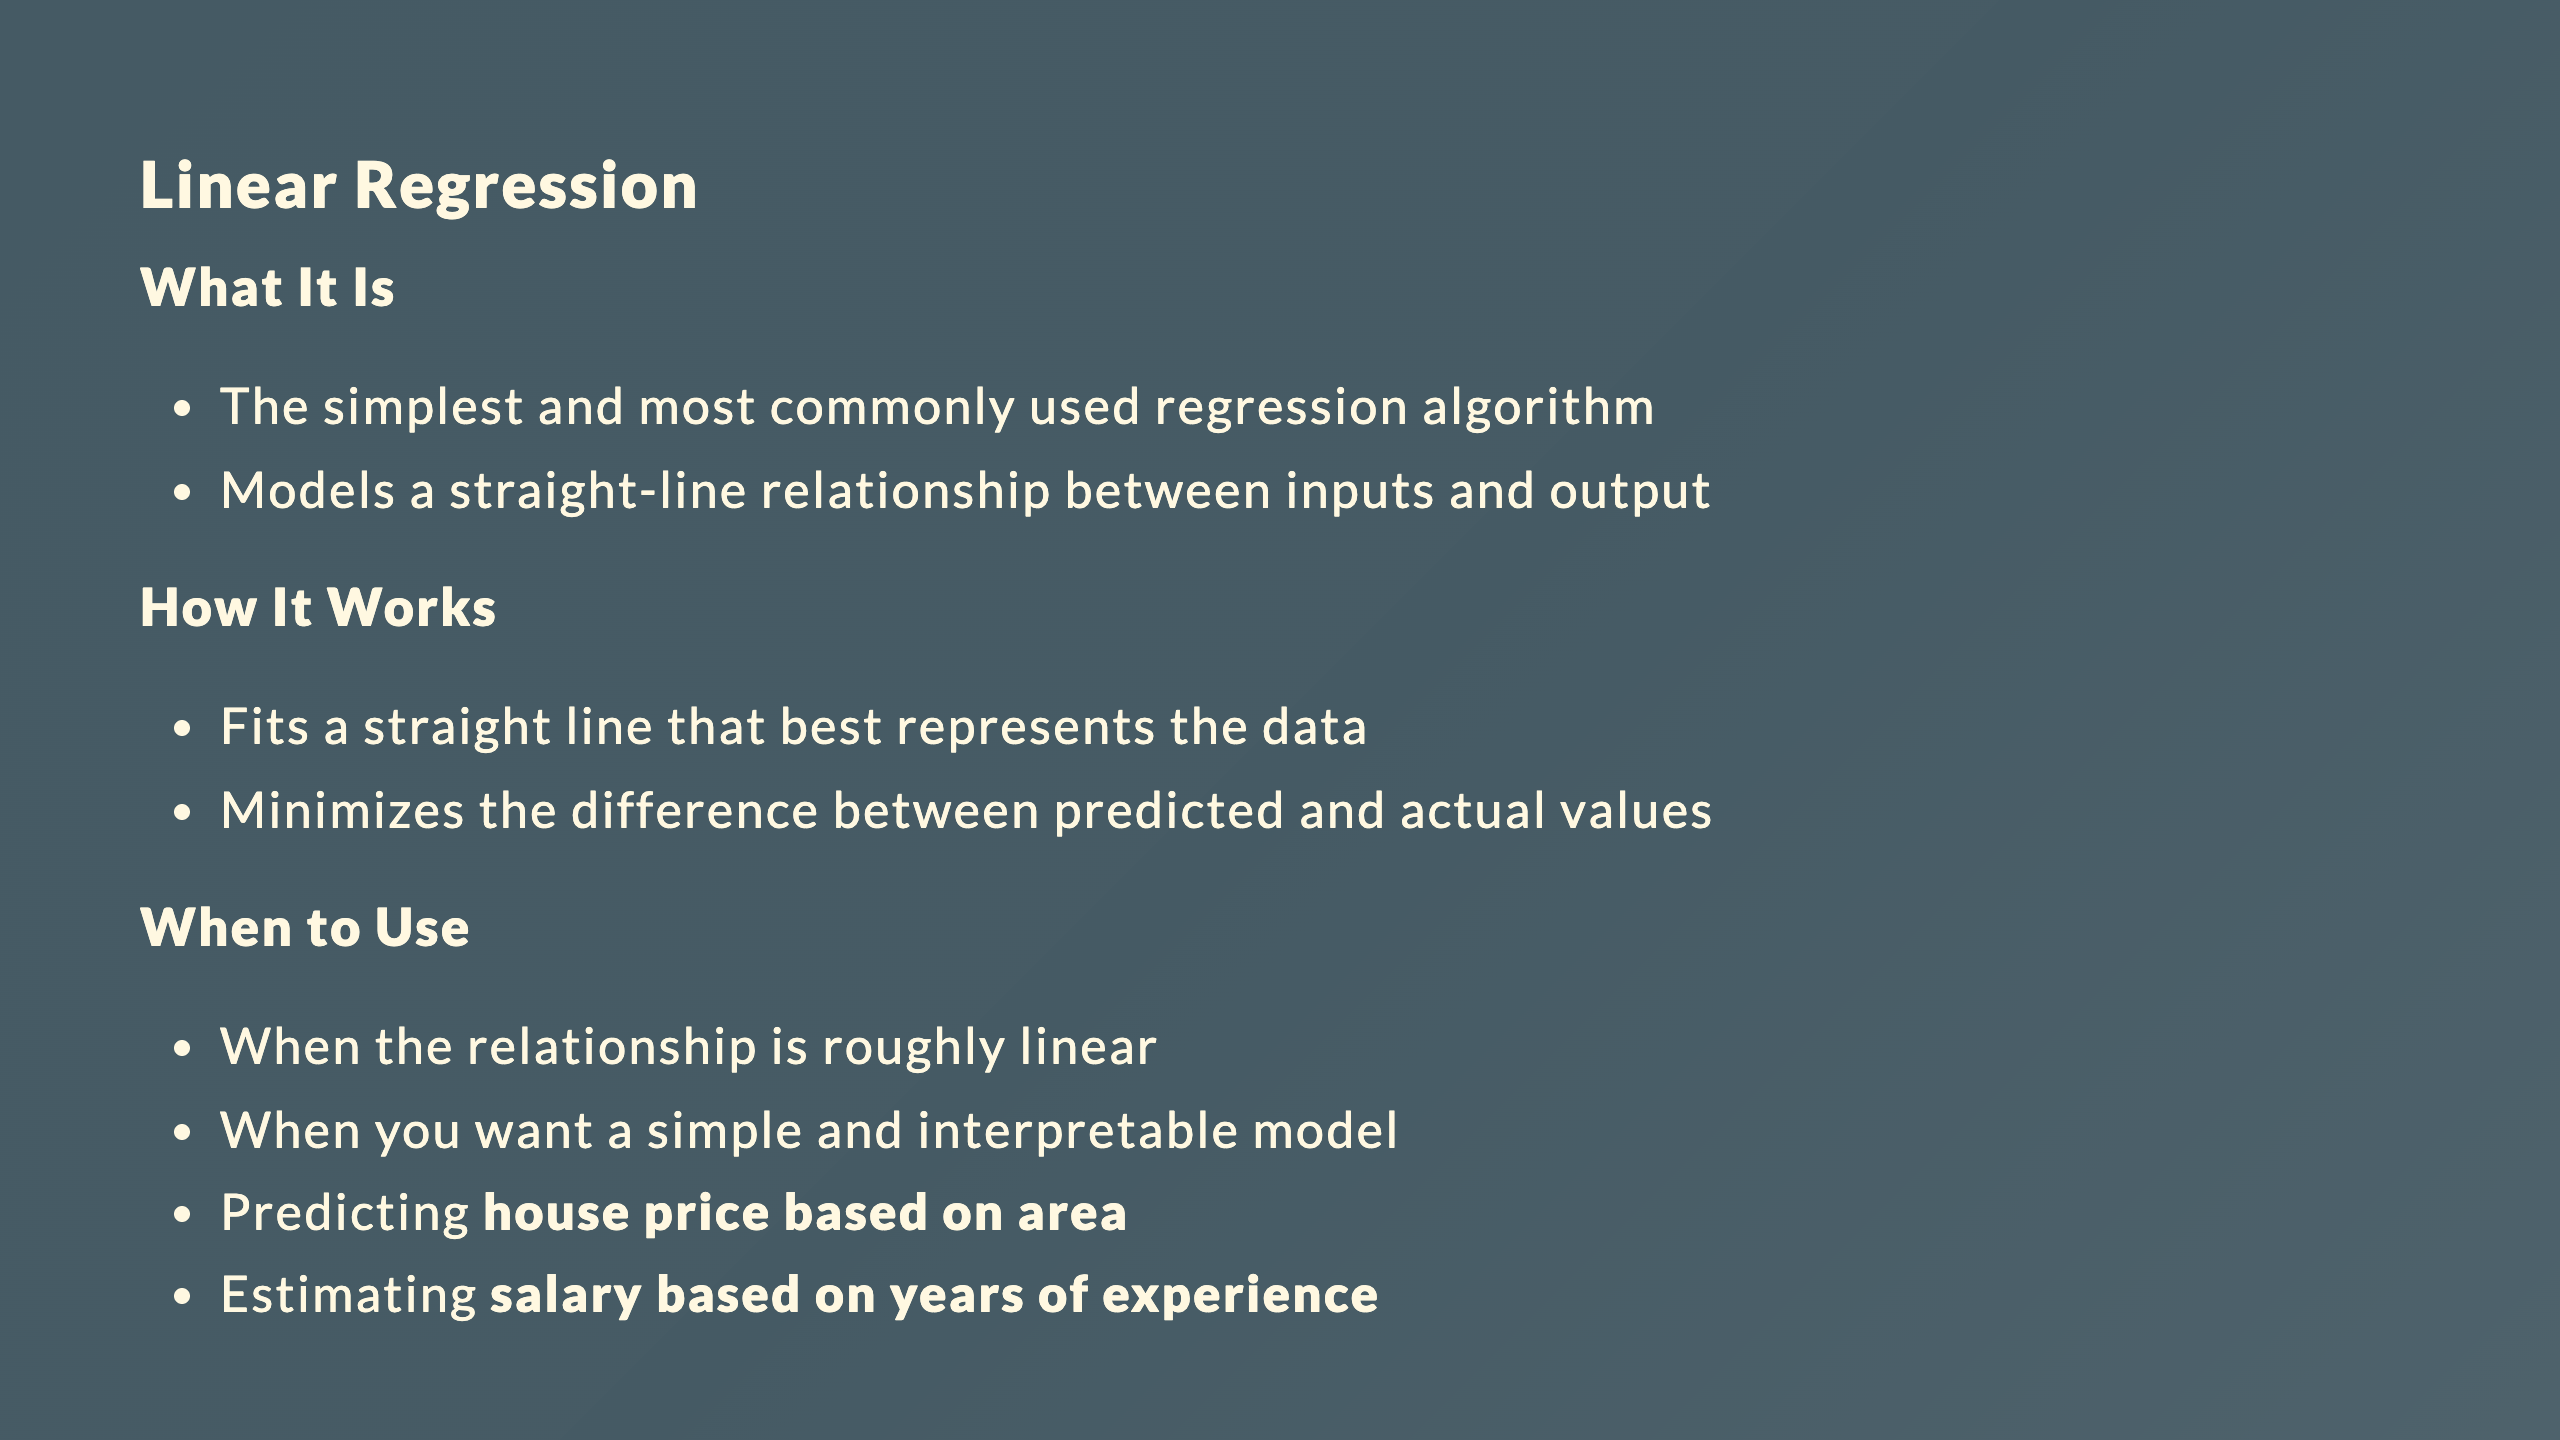 Linear Regression
What It Is
• The simplest and most commonly used regression algorithm
• Models a straight-line relationship between inputs and output
How It Works
• Fits a straight line that best represents the data
• Minimizes the difference between predicted and actual values
When to Use
• When the relationship is roughly linear
• When you want a simple and interpretable model
• Predicting house price based on area
• Estimating salary based on years of experience